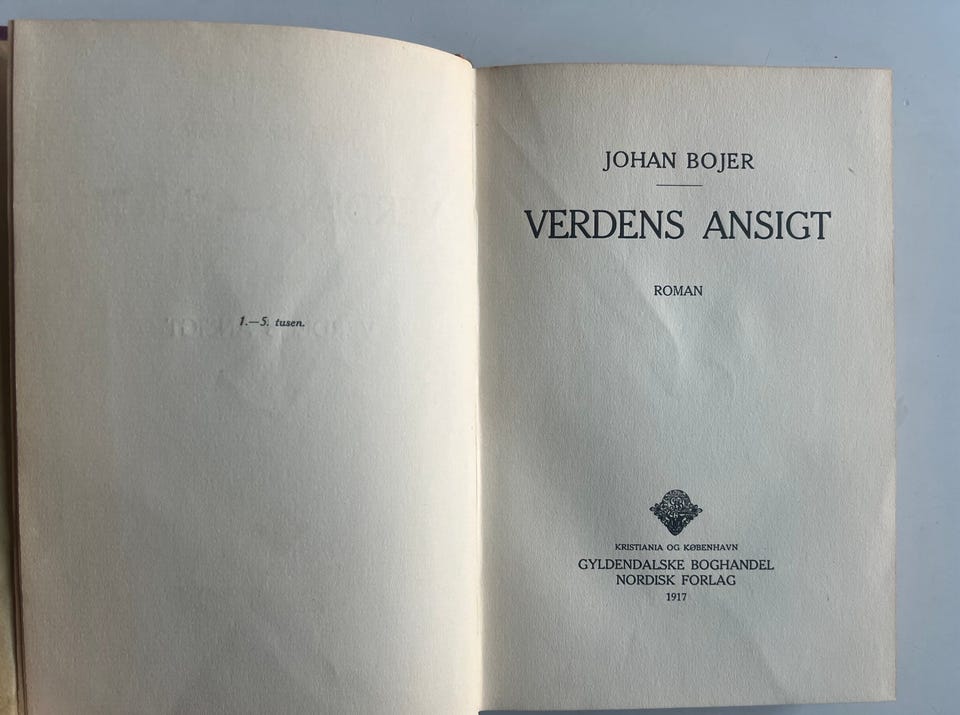 1.—5. tusen.
JOHAN BOJER
VERDENS ANSIGT
ROMAN
KRISTIANIA OG KØBENHAVN
GYLDENDALSKE BOGHANDEL
NORDISK FORLAG
1917